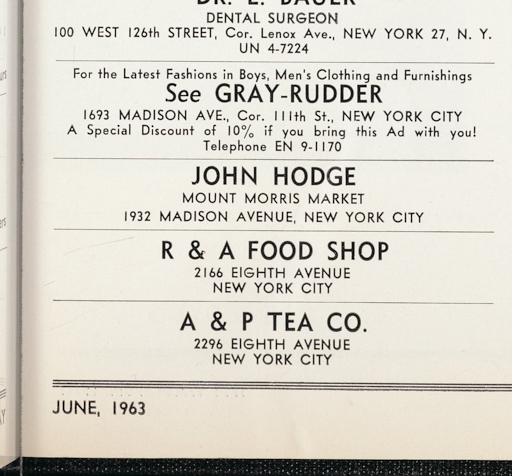 DR. L. BAUER
DENTAL SURGEON
100 WEST 126th STREET, Cor. Lenox Ave., NEW YORK 27, N. Y.
UN 4-7224
For the Latest Fashions in Boys, Men's Clothing and Furnishings
See GRAY-RUDDER
1693 MADISON AVE., Cor. 111th St., NEW YORK CITY
A Special Discount of 10% if you bring this Ad with you!
Telephone EN 9-1170
JOHN HODGE
MOUNT MORRIS MARKET
1932 MADISON AVENUE, NEW YORK CITY
R & A FOOD SHOP
2166 EIGHTH AVENUE
NEW YORK CITY
A & P TEA CO.
2296 EIGHTH AVENUE
NEW YORK CITY
JUNE, 1963